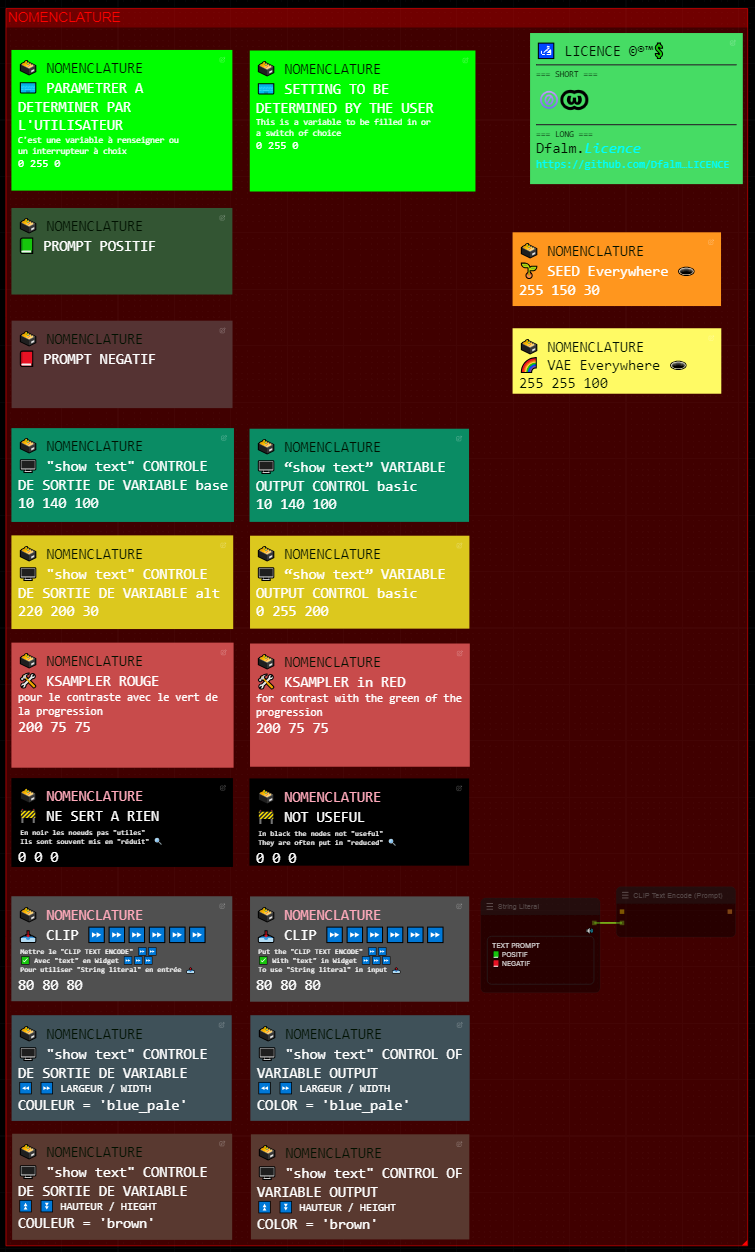 NOMENCLATURE
NOMENCLATURE
PARAMETRER A
DETERMINER PAR
L'UTILISATEUR
C'est une variable à renseigner ou
un interrupteur à choix
0 255 0
NOMENCLATURE
SETTING TO BE
DETERMINED BY THE USER
This is a variable to be filled in or
a switch of choice
0 255 0
LICENCE ©®™$
=== SHORT ===
=== LONG ===
Dfalm.Licence
https://github.com/Dfalm.LICENCE
NOMENCLATURE
PROMPT POSITIF
NOMENCLATURE
SEED Everywhere
255 150 30
NOMENCLATURE
PROMPT NEGATIF
NOMENCLATURE
VAE Everywhere
255 255 100
NOMENCLATURE
"show text" CONTROLE
DE SORTIE DE VARIABLE base
10 140 100
NOMENCLATURE
“show text” VARIABLE
OUTPUT CONTROL basic
10 140 100
NOMENCLATURE
"show text" CONTROLE
DE SORTIE DE VARIABLE alt
220 200 30
NOMENCLATURE
“show text” VARIABLE
OUTPUT CONTROL basic
0 255 200
NOMENCLATURE
KSAMPLER ROUGE
pour le contraste avec le vert de
la progression
200 75 75
NOMENCLATURE
KSAMPLER in RED
for contrast with the green of the
progression
200 75 75
NOMENCLATURE
NE SERT A RIEN
En noir les noeuds pas "utiles"
Ils sont souvent mis en "réduit"
0 0 0
NOMENCLATURE
NOT USEFUL
In black the nodes not "useful"
They are often put in "reduced"
0 0 0
NOMENCLATURE
CLIP
Mettre le "CLIP TEXT ENCODE"
Avec "text" en Widget
Pour utiliser "String literal" en entrée
80 80 80
NOMENCLATURE
CLIP
Put the "CLIP TEXT ENCODE"
With "text" in Widget
To use "String literal" in input
80 80 80
String Literal
TEXT PROMPT
POSITIF
NEGATIF
CLIP Text Encode (Prompt)
NOMENCLATURE
"show text" CONTROLE
DE SORTIE DE VARIABLE
LARGEUR / WIDTH
COULEUR = 'blue_pale'
NOMENCLATURE
"show text" CONTROL OF
VARIABLE OUTPUT
LARGEUR / WIDTH
COLOR = 'blue_pale'
NOMENCLATURE
"show text" CONTROLE
DE SORTIE DE VARIABLE
HAUTEUR / HIEGHT
COULEUR = 'brown'
NOMENCLATURE
"show text" CONTROL OF
VARIABLE OUTPUT
HAUTEUR / HEIGHT
COLOR = 'brown'